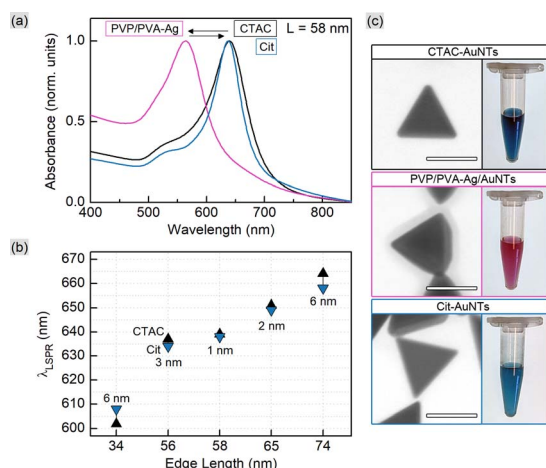 (a)
PVP/PVA-Ag
CTAC
Cit
L = 58 nm
1.0
0.5
0.0
Absorbance (norm. units)
400
500
600
700
800
Wavelength (nm)
(b)
670
660
650
640
630
620
610
600
λLSPR (nm)
CTAC
Cit
6 nm
3 nm
1 nm
2 nm
6 nm
34
56
58
65
74
Edge Length (nm)
(c)
CTAC-AuNTs
PVP/PVA-Ag/AuNTs
Cit-AuNTs